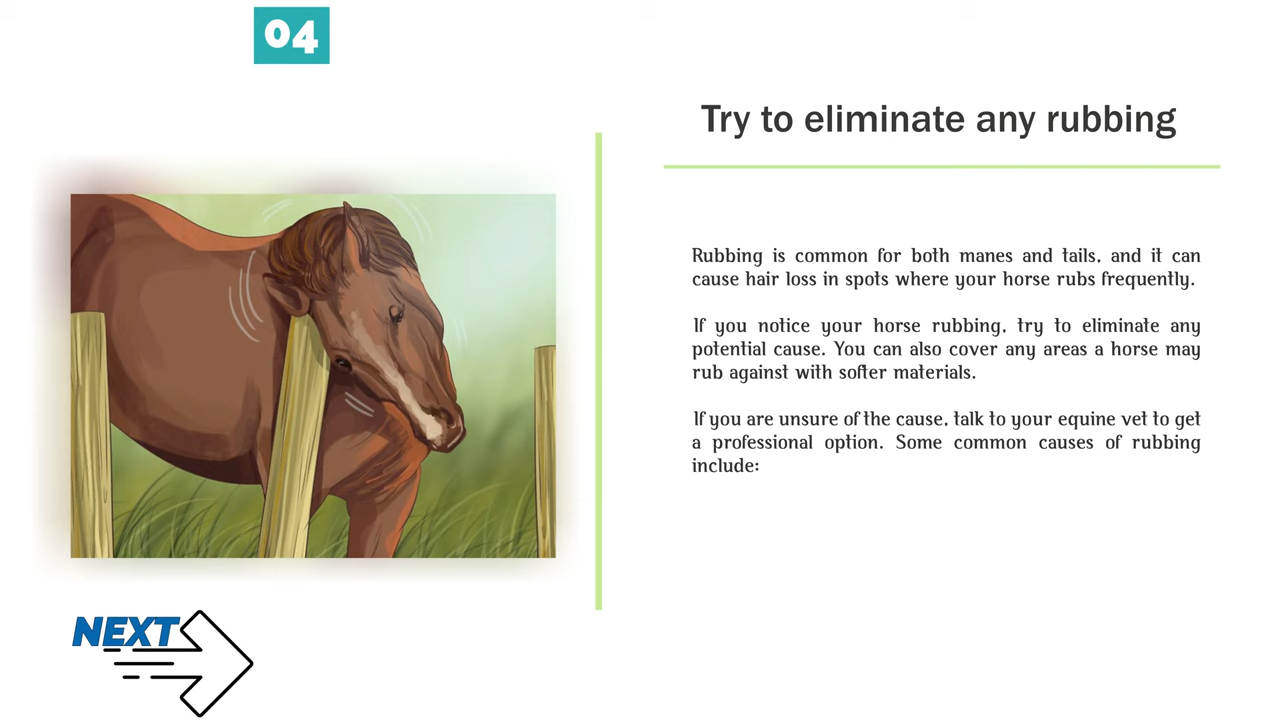 04
Try to eliminate any rubbing
Rubbing is common for both manes and tails, and it can
cause hair loss in spots where your horse rubs frequently.
If you notice your horse rubbing, try to eliminate any
potential cause. You can also cover any areas a horse may
rub against with softer materials.
If you are unsure of the cause, talk to your equine vet to get
a professional option. Some common causes of rubbing
include:
NEXT